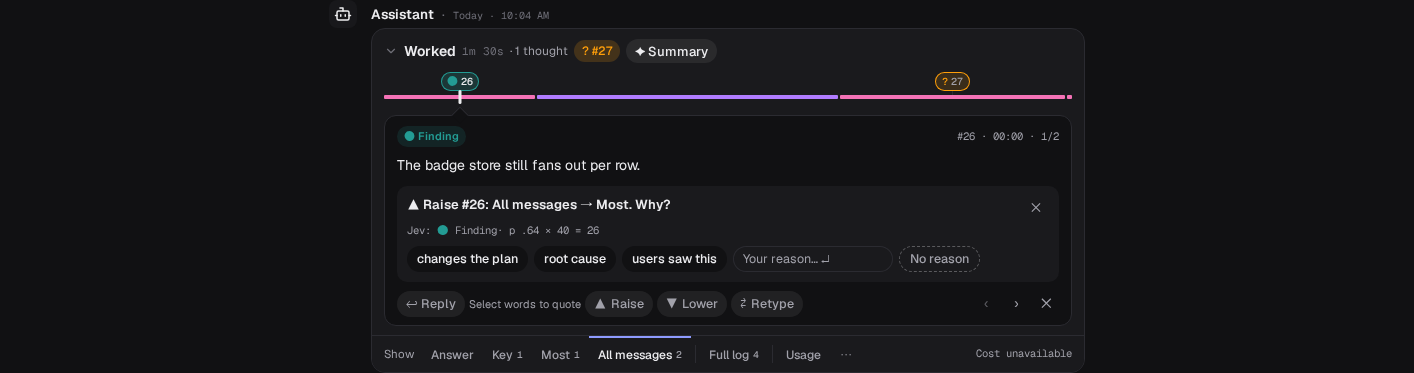 Assistant · Today · 10:04 AM
Worked 1m 30s · 1 thought ? #27 ✦ Summary
26 ? 27
Finding #26 · 00:00 · 1/2
The badge store still fans out per row.
▲ Raise #26: All messages → Most. Why? ×
Jev: Finding· p .64 × 40 = 26
changes the plan root cause users saw this Your reason… ↵ No reason
↩ Reply Select words to quote ▲ Raise ▼ Lower ⇄ Retype ‹ › ×
Show Answer Key 1 Most 1 All messages 2 Full log 4 Usage ··· Cost unavailable